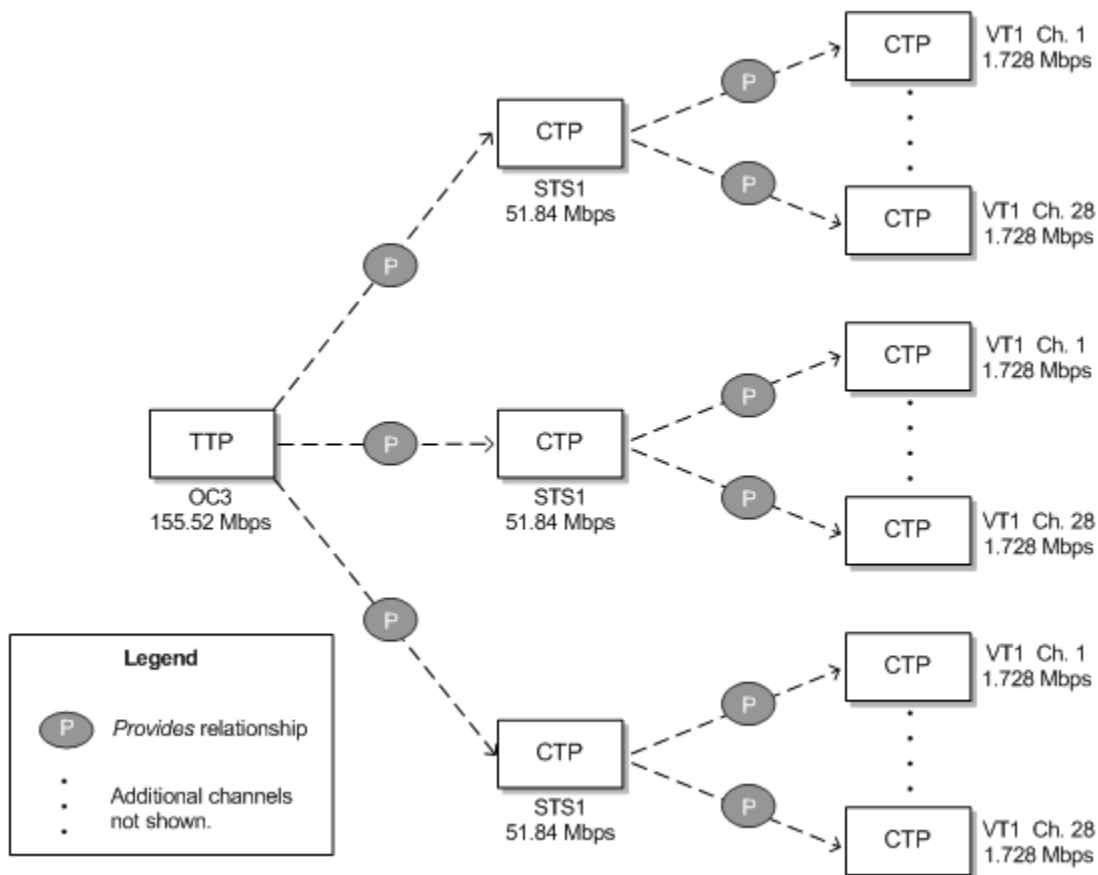 CTP
VT1 Ch. 1
1.728 Mbps
P
CTP
STS1
51.84 Mbps
P
CTP
VT1 Ch. 28
1.728 Mbps
P
CTP
VT1 Ch. 1
1.728 Mbps
P
TTP
OC3
155.52 Mbps
P
CTP
STS1
51.84 Mbps
P
CTP
VT1 Ch. 28
1.728 Mbps
P
CTP
VT1 Ch. 1
1.728 Mbps
P
CTP
STS1
51.84 Mbps
P
CTP
VT1 Ch. 28
1.728 Mbps
Legend
P
Provides relationship
Additional channels
not shown.